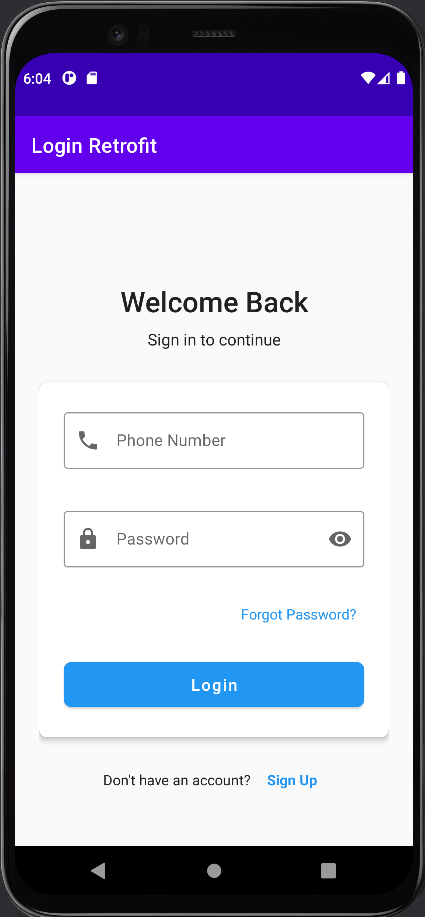 6:04
Login Retrofit
Welcome Back
Sign in to continue
Phone Number
Password
Forgot Password?
Login
Don't have an account? Sign Up